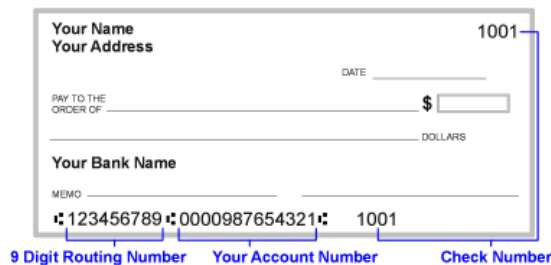 Your Name 1001
Your Address
DATE
PAY TO THE
ORDER OF $
DOLLARS
Your Bank Name
MEMO
⑆123456789⑆0000987654321⑆ 1001
9 Digit Routing Number Your Account Number Check Number